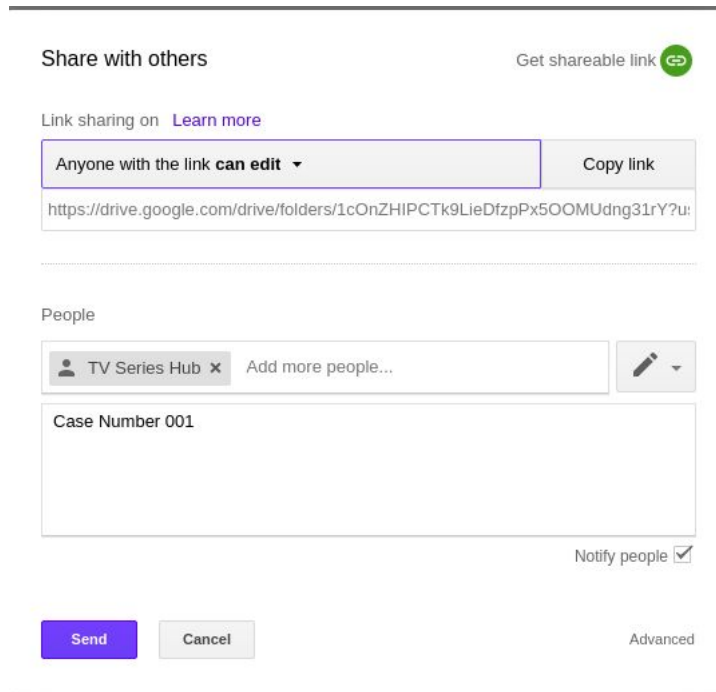 Share with others
Get shareable link
Link sharing on Learn more
Anyone with the link can edit
Copy link
https://drive.google.com/drive/folders/1cOnZHIPCTk9LieDfzpPx5OOMUdng31rY?u
People
TV Series Hub × Add more people...
Case Number 001
Notify people
Send
Cancel
Advanced